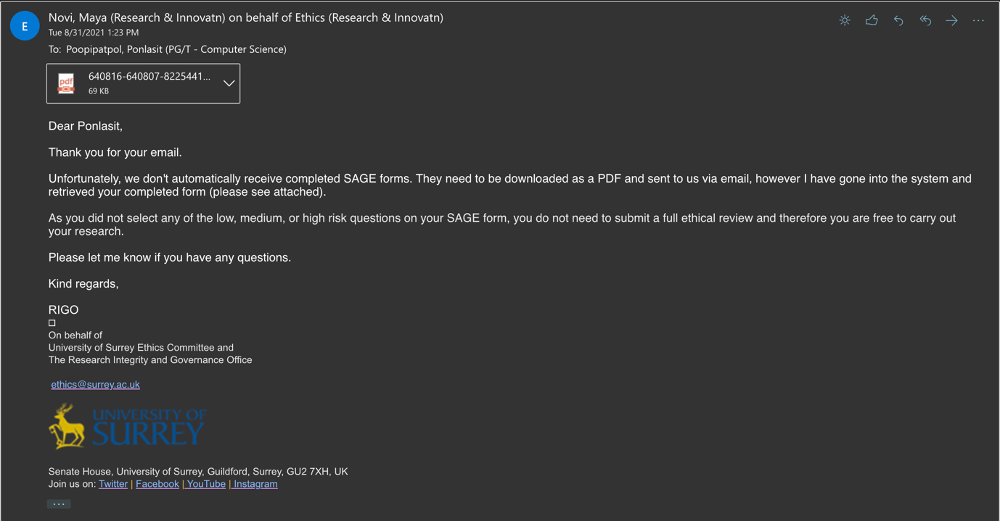 E
Novi, Maya (Research & Innovatn) on behalf of Ethics (Research & Innovatn)
Tue 8/31/2021 1:23 PM
To: Poopipatpol, Ponlasit (PG/T - Computer Science)
pdf
640816-640807-8225441...
69 KB
Dear Ponlasit,
Thank you for your email.
Unfortunately, we don't automatically receive completed SAGE forms. They need to be downloaded as a PDF and sent to us via email, however I have gone into the system and
retrieved your completed form (please see attached).
As you did not select any of the low, medium, or high risk questions on your SAGE form, you do not need to submit a full ethical review and therefore you are free to carry out
your research.
Please let me know if you have any questions.
Kind regards,
RIGO
On behalf of
University of Surrey Ethics Committee and
The Research Integrity and Governance Office
ethics@surrey.ac.uk
UNIVERSITY OF
SURREY
Senate House, University of Surrey, Guildford, Surrey, GU2 7XH, UK
Join us on: Twitter | Facebook | YouTube | Instagram